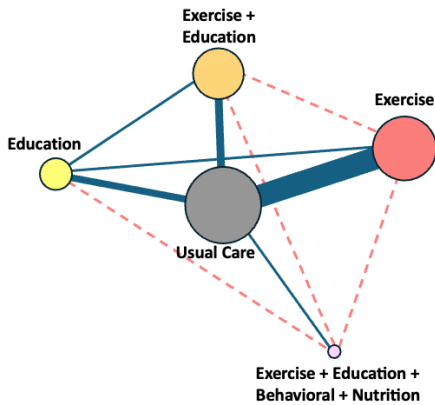 Exercise +
Education
Exercise
Education
Usual Care
Exercise + Education +
Behavioral + Nutrition